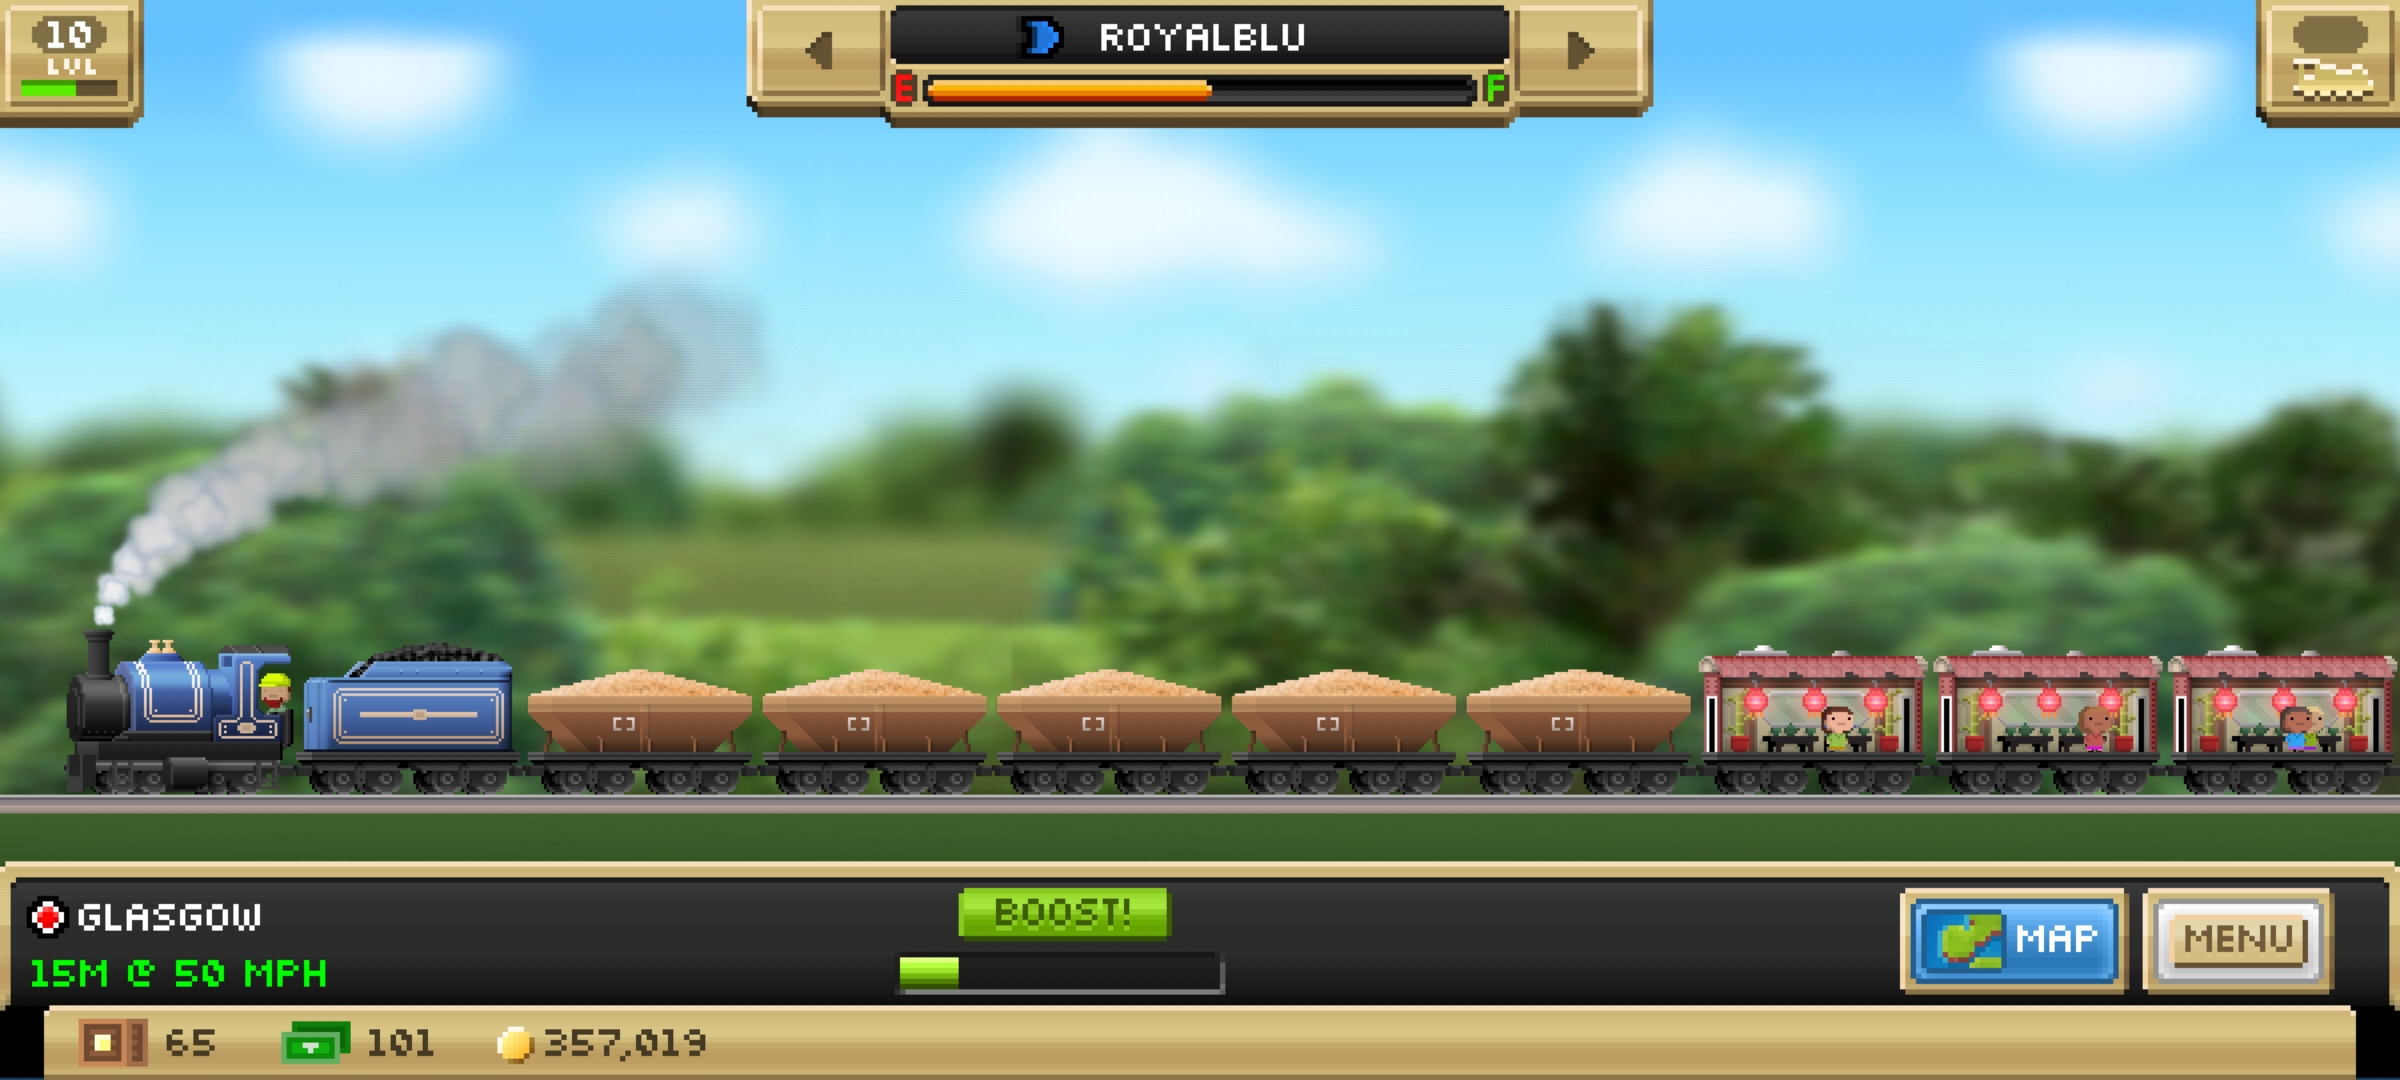 10
LVL
ROYALBLU
E F
GLASGOW
BOOST!
15M @ 50 MPH
MAP
MENU
65
101
357,019